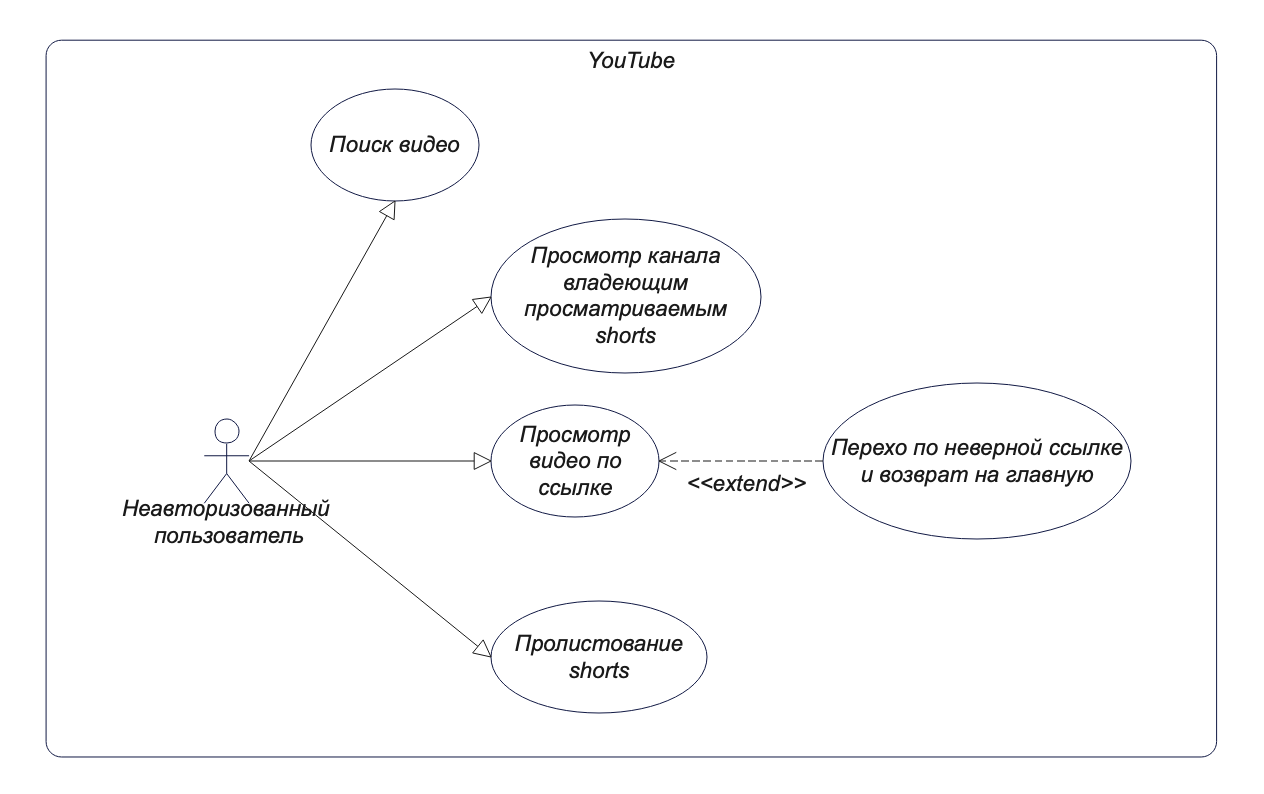 YouTube
Поиск видео
Просмотр канала
владеющим
просматриваемым
shorts
Просмотр
видео по
ссылке
<<extend>>
Перехо по неверной ссылке
и возврат на главную
Неавторизованный
пользователь
Пролистование
shorts